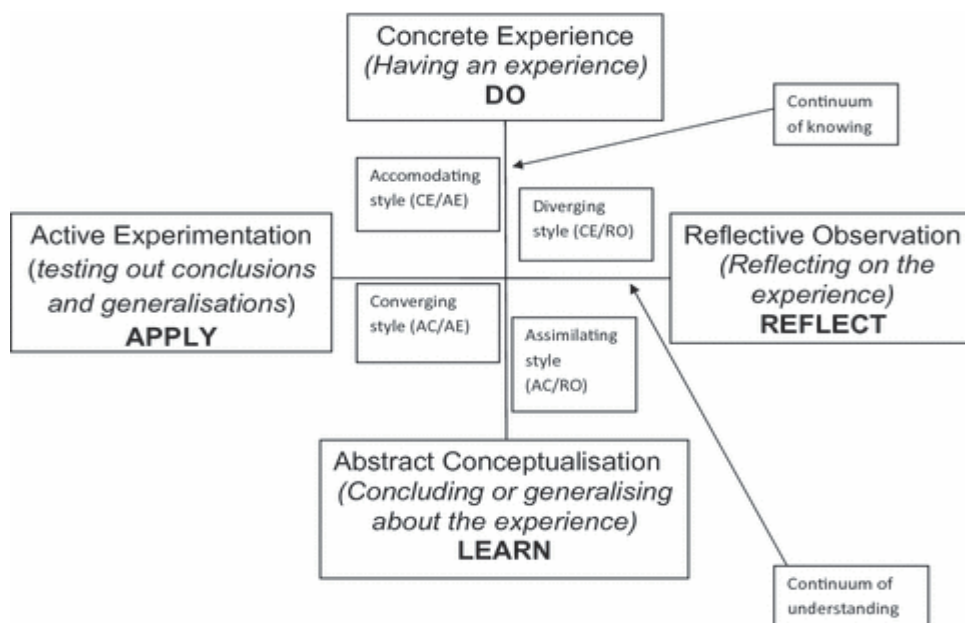 Concrete Experience
(Having an experience)
DO
Continuum
of knowing
Accomodating
style (CE/AE)
Diverging
style (CE/RO)
Active Experimentation
(testing out conclusions
and generalisations)
APPLY
Reflective Observation
(Reflecting on the
experience)
REFLECT
Converging
style (AC/AE)
Assimilating
style
(AC/RO)
Abstract Conceptualisation
(Concluding or generalising
about the experience)
LEARN
Continuum of
understanding